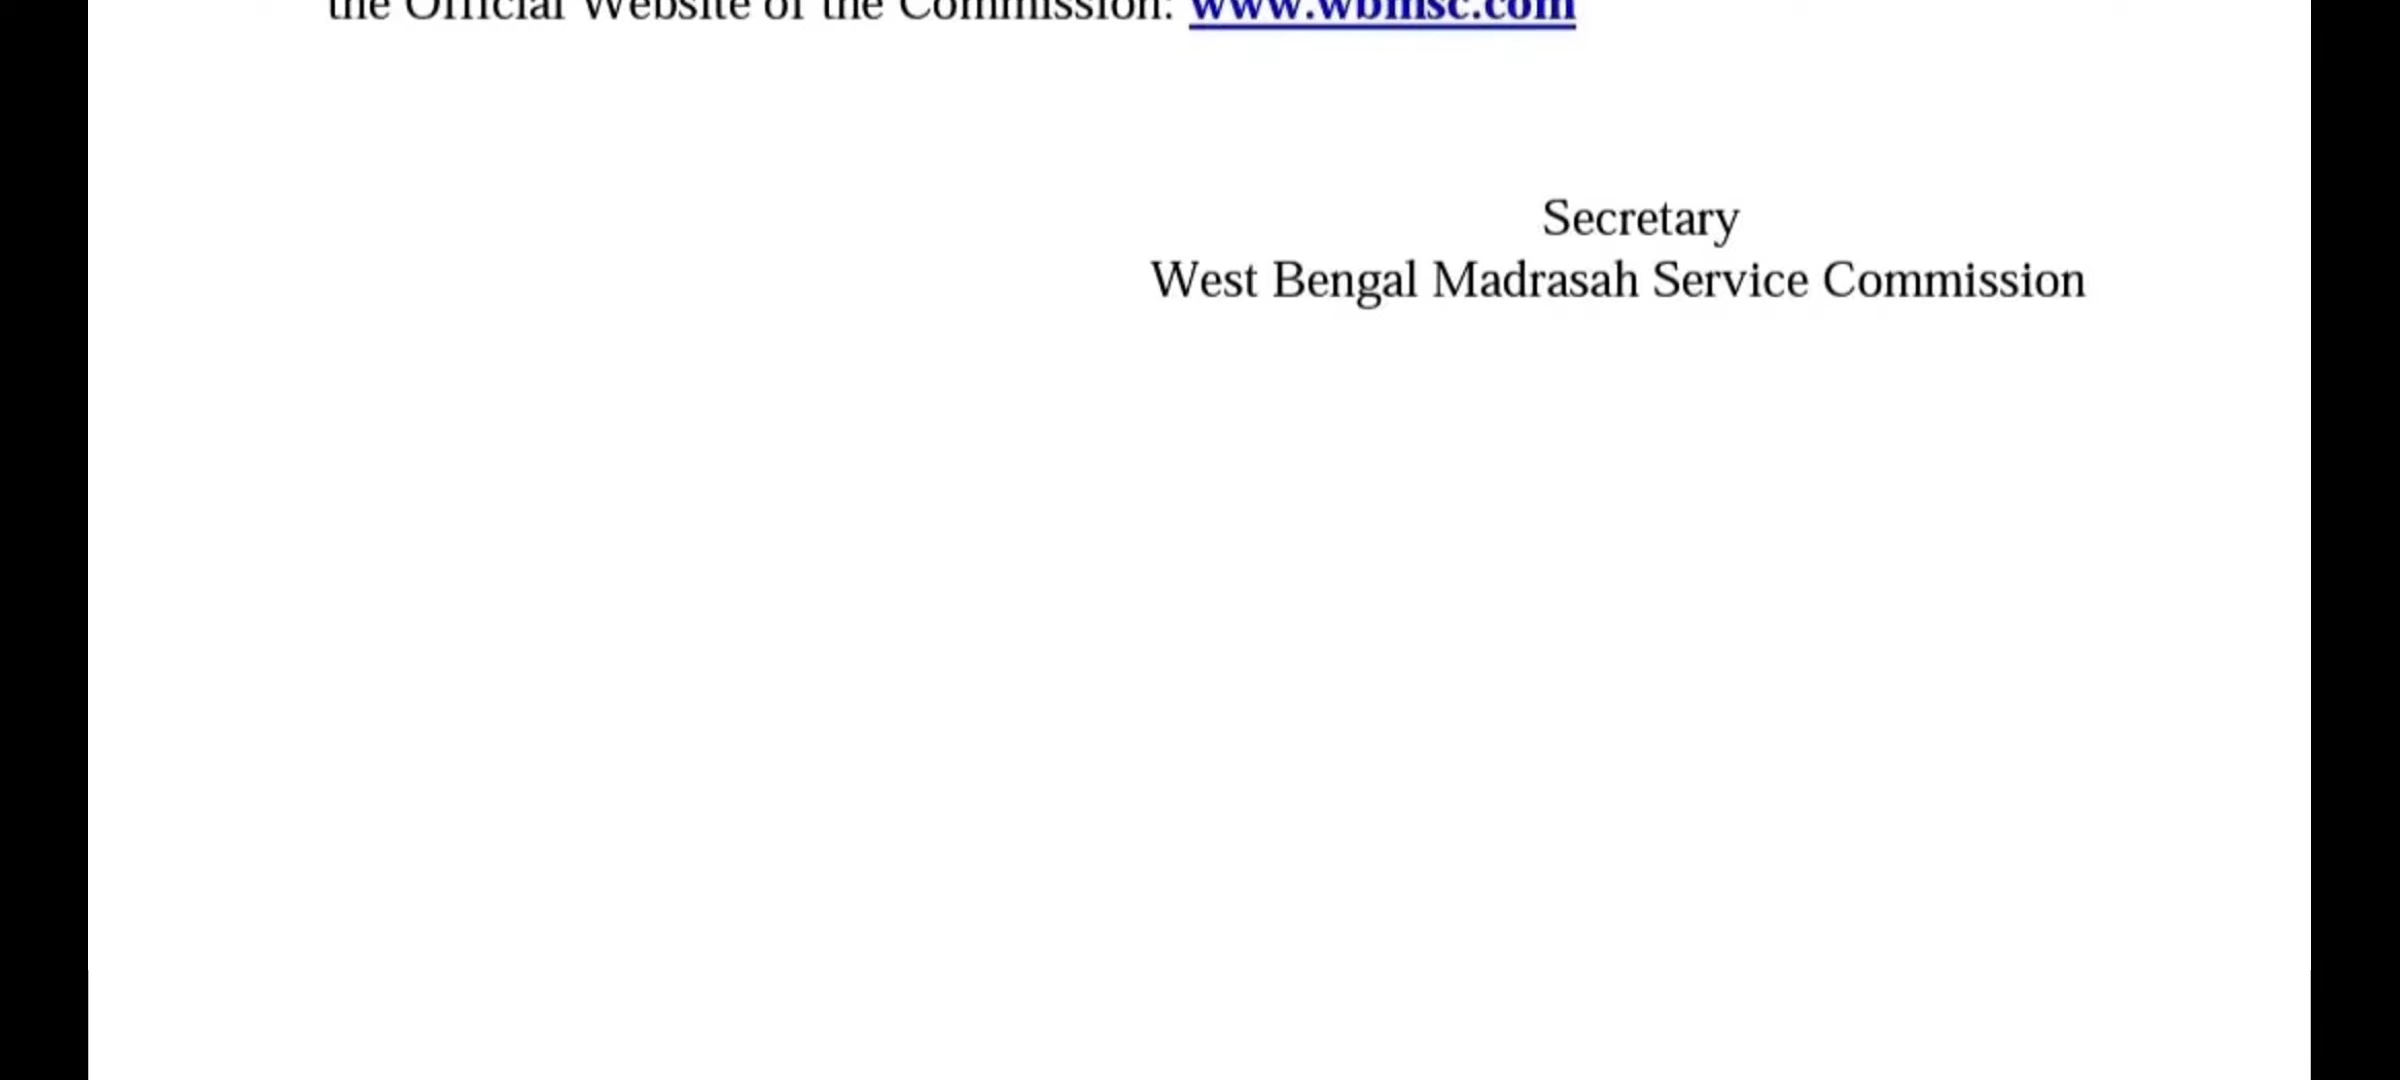 the Official Website of the Commission: www.wbmsc.com
Secretary
West Bengal Madrasah Service Commission